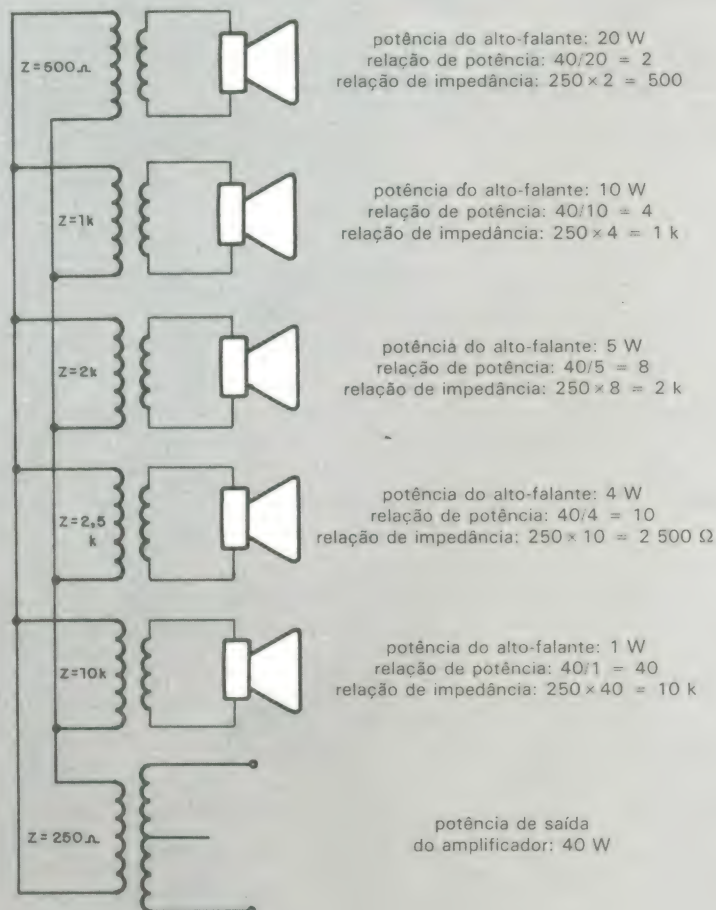 Z=500Ω
potência do alto-falante: 20 W
relação de potência: 40/20 = 2
relação de impedância: 250 × 2 = 500
Z=1k
potência do alto-falante: 10 W
relação de potência: 40/10 = 4
relação de impedância: 250 × 4 = 1 k
Z=2k
potência do alto-falante: 5 W
relação de potência: 40/5 = 8
relação de impedância: 250 × 8 = 2 k
Z=2,5
k
potência do alto-falante: 4 W
relação de potência: 40/4 = 10
relação de impedância: 250 × 10 = 2 500 Ω
Z=10k
potência do alto-falante: 1 W
relação de potência: 40/1 = 40
relação de impedância: 250 × 40 = 10 k
Z=250Ω
potência de saída
do amplificador: 40 W